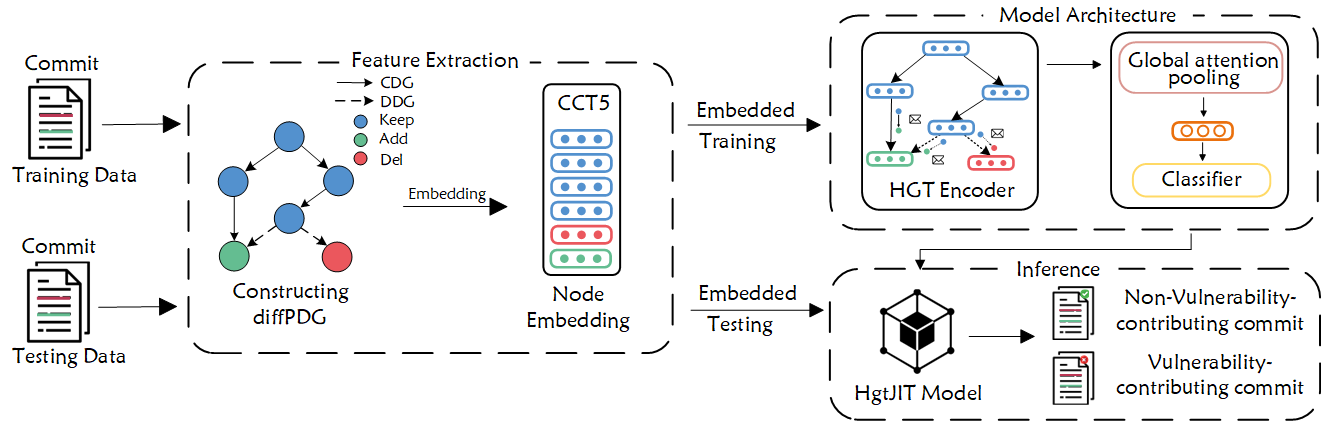 Commit
Training Data
Commit
Testing Data
Feature Extraction
CDG
DDG
Keep
Add
Del
Constructing
diffPDG
Embedding
CCT5
Node
Embedding
Embedded
Training
Embedded
Testing
Model Architecture
HGT Encoder
Global attention
pooling
Classifier
Inference
HgtJIT Model
Non-Vulnerability-
contributing commit
Vulnerability-
contributing commit